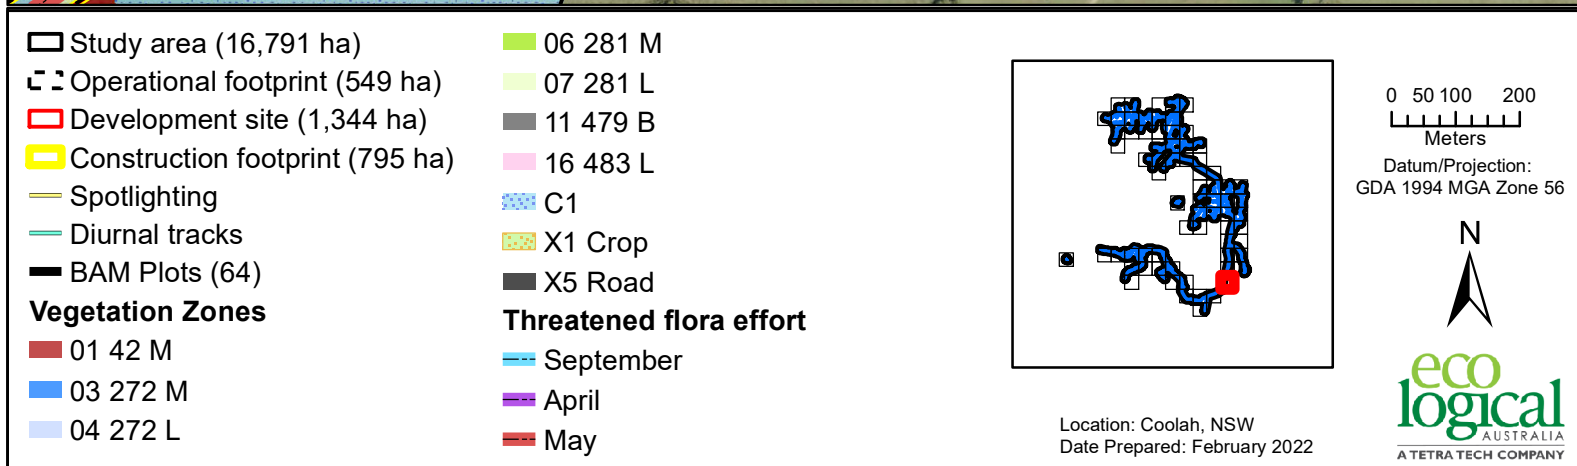 Study area (16,791 ha)
Operational footprint (549 ha)
Development site (1,344 ha)
Construction footprint (795 ha)
Spotlighting
Diurnal tracks
BAM Plots (64)
Vegetation Zones
01 42 M
03 272 M
04 272 L
06 281 M
07 281 L
11 479 B
16 483 L
C1
X1 Crop
X5 Road
Threatened flora effort
September
April
May
Location: Coolah, NSW
Date Prepared: February 2022
0 50 100 200
Meters
Datum/Projection:
GDA 1994 MGA Zone 56
N
eco
logical
AUSTRALIA
A TETRA TECH COMPANY